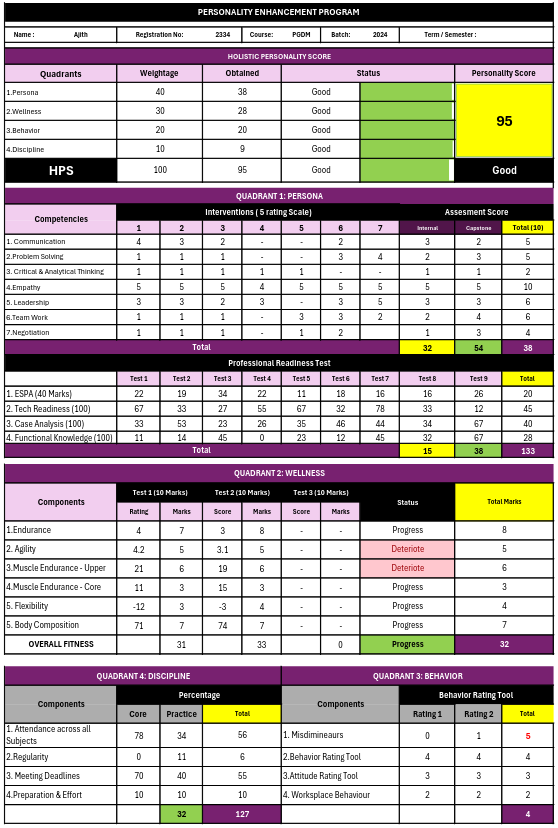 PERSONALITY ENHANCEMENT PROGRAM
Name : Ajith Registration No: 2334 Course: PGDM Batch: 2024 Term / Semester :
HOLISTIC PERSONALITY SCORE
Quadrants Weightage Obtained Status Personality Score
1.Persona 40 38 Good
2.Wellness 30 28 Good
95
3.Behavior 20 20 Good
4.Discipline 10 9 Good
HPS 100 95 Good Good
QUADRANT 1: PERSONA
Competencies Interventions ( 5 rating Scale) Assesment Score
1 2 3 4 5 6 7 Internal Capstone Total (10)
1. Communication 4 3 2 - - 2 3 2 5
2.Problem Solving 1 1 1 - - 3 4 2 3 5
3. Critical & Analytical Thinking 1 1 1 1 1 - - 1 1 2
4.Empathy 5 5 5 4 5 5 5 5 5 10
5. Leadership 3 3 2 3 - 3 5 3 3 6
6.Team Work 1 1 1 - 3 3 2 2 4 6
7.Negotiation 1 1 1 - 1 2 1 3 4
Total 32 54 38
Professional Readiness Test
Test 1 Test 2 Test 3 Test 4 Test 5 Test 6 Test 7 Test 8 Test 9 Total
1. ESPA (40 Marks) 22 19 34 22 11 18 16 16 26 20
2. Tech Readiness (100) 67 33 27 55 67 32 78 33 12 45
3. Case Analysis (100) 33 53 23 26 35 46 44 34 67 40
4. Functional Knowledge (100) 11 14 45 0 23 12 45 32 67 28
Total 15 38 133
QUADRANT 2: WELLNESS
Components Test 1 (10 Marks) Test 2 (10 Marks) Test 3 (10 Marks) Status Total Marks
Rating Marks Score Marks Score Marks
1.Endurance 4 7 3 8 - - Progress 8
2. Agility 4.2 5 3.1 5 - - Deteriote 5
3.Muscle Endurance - Upper 21 6 19 6 - - Deteriote 6
4.Muscle Endurance - Core 11 3 15 3 - - Progress 3
5. Flexibility -12 3 -3 4 - - Progress 4
5. Body Composition 71 7 74 7 - - Progress 7
OVERALL FITNESS 31 33 0 Progress 32
QUADRANT 4: DISCIPLINE QUADRANT 3: BEHAVIOR
Components Percentage Components Behavior Rating Tool
Core Practice Total Rating 1 Rating 2 Total
1. Attendance across all Subjects 78 34 56 1. Misdimineaurs 0 1 5
2.Regularity 0 11 6 2.Behavior Rating Tool 4 4 4
3. Meeting Deadlines 70 40 55 3.Attitude Rating Tool 3 3 3
4.Preparation & Effort 10 10 10 4. Worksplace Behaviour 2 2 2
32 127 4